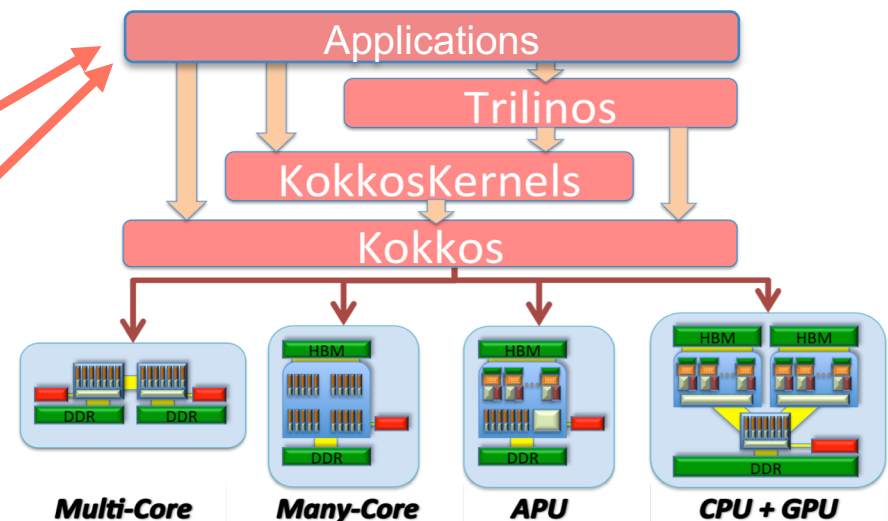 Applications
Trilinos
KokkosKernels
Kokkos
HBM
HBM
HBM HBM
DDR DDR
DDR
DDR
DDR
Multi-Core
Many-Core
APU
CPU + GPU